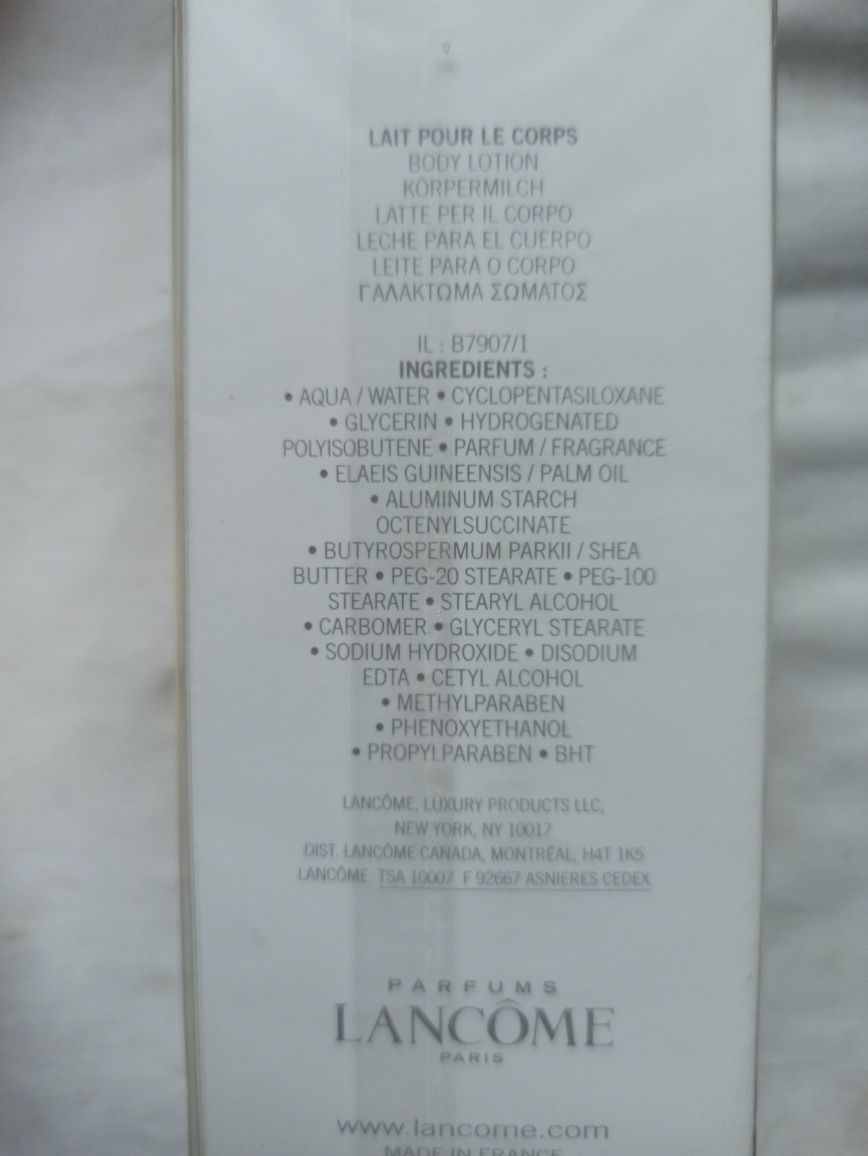 LAIT POUR LE CORPS
BODY LOTION
KÖRPERMILCH
LATTE PER IL CORPO
LECHE PARA EL CUERPO
LEITE PARA O CORPO
ΓΑΛΑΚΤΩΜΑ ΣΩΜΑΤΟΣ
IL : B7907/1
INGREDIENTS :
• AQUA / WATER • CYCLOPENTASILOXANE
• GLYCERIN • HYDROGENATED
POLYISOBUTENE • PARFUM / FRAGRANCE
• ELAEIS GUINEENSIS / PALM OIL
• ALUMINUM STARCH
OCTENYLSUCCINATE
• BUTYROSPERMUM PARKII / SHEA
BUTTER • PEG-20 STEARATE • PEG-100
STEARATE • STEARYL ALCOHOL
• CARBOMER • GLYCERYL STEARATE
• SODIUM HYDROXIDE • DISODIUM
EDTA • CETYL ALCOHOL
• METHYLPARABEN
• PHENOXYETHANOL
• PROPYLPARABEN • BHT
LANCÔME, LUXURY PRODUCTS LLC,
NEW YORK, NY 10017
DIST. LANCÔME CANADA, MONTRÉAL, H4T 1K5
LANCÔME TSA 10007 F 92667 ASNIERES CEDEX
PARFUMS
LANCÔME
PARIS
www.lancome.com
MADE IN FRANCE